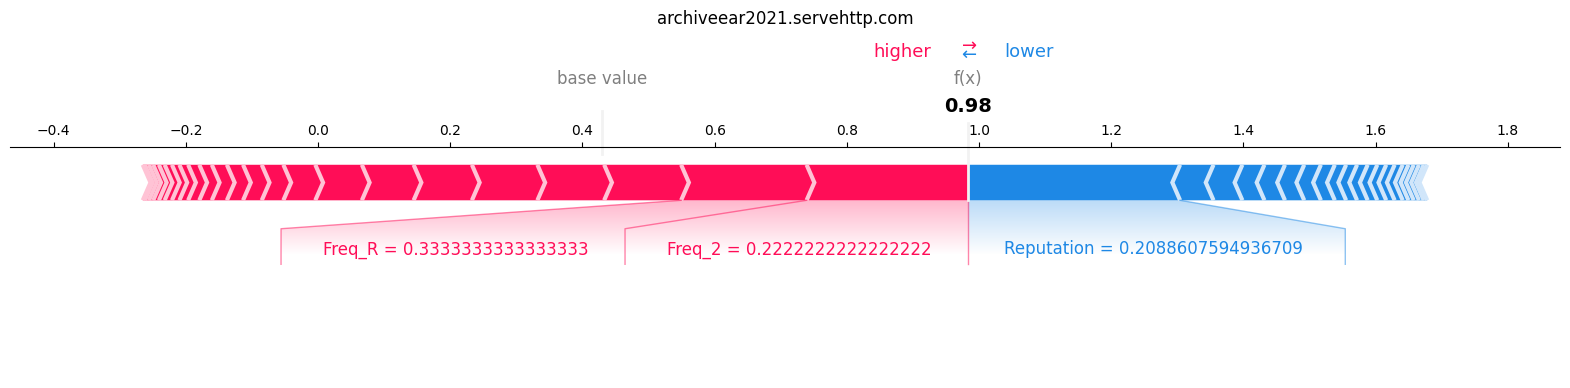 archiveear2021.servehttp.com
higher ⇄ lower
base value f(x)
0.98
−0.4 −0.2 0.0 0.2 0.4 0.6 0.8 1.0 1.2 1.4 1.6 1.8
Freq_R = 0.3333333333333333 Freq_2 = 0.2222222222222222 Reputation = 0.2088607594936709